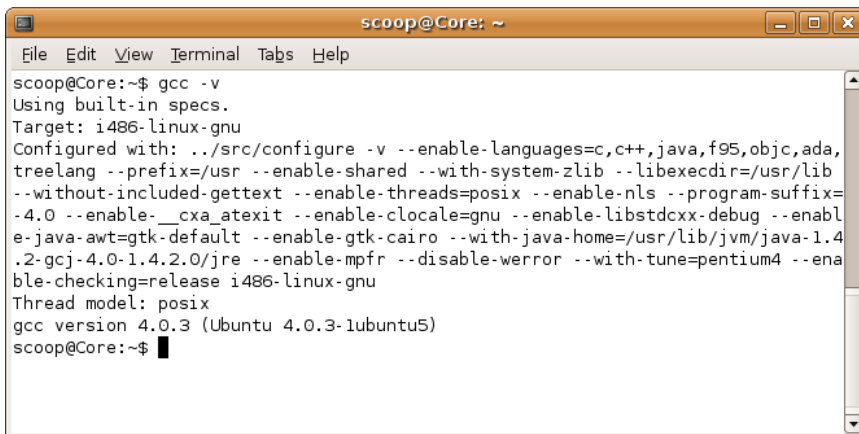 scoop@Core: ~
File Edit View Terminal Tabs Help
scoop@Core:~$ gcc -v
Using built-in specs.
Target: i486-linux-gnu
Configured with: ../src/configure -v --enable-languages=c,c++,java,f95,objc,ada,
treelang --prefix=/usr --enable-shared --with-system-zlib --libexecdir=/usr/lib
--without-included-gettext --enable-threads=posix --enable-nls --program-suffix=
-4.0 --enable-__cxa_atexit --enable-clocale=gnu --enable-libstdcxx-debug --enabl
e-java-awt=gtk-default --enable-gtk-cairo --with-java-home=/usr/lib/jvm/java-1.4
.2-gcj-4.0-1.4.2.0/jre --enable-mpfr --disable-werror --with-tune=pentium4 --ena
ble-checking=release i486-linux-gnu
Thread model: posix
gcc version 4.0.3 (Ubuntu 4.0.3-1ubuntu5)
scoop@Core:~$